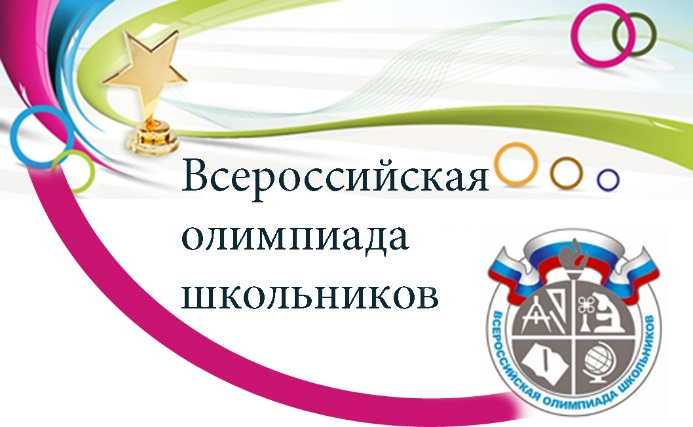 Всероссийская
олимпиада
школьников
ВСЕРОССИЙСКАЯ ОЛИМПИАДА ШКОЛЬНИКОВ